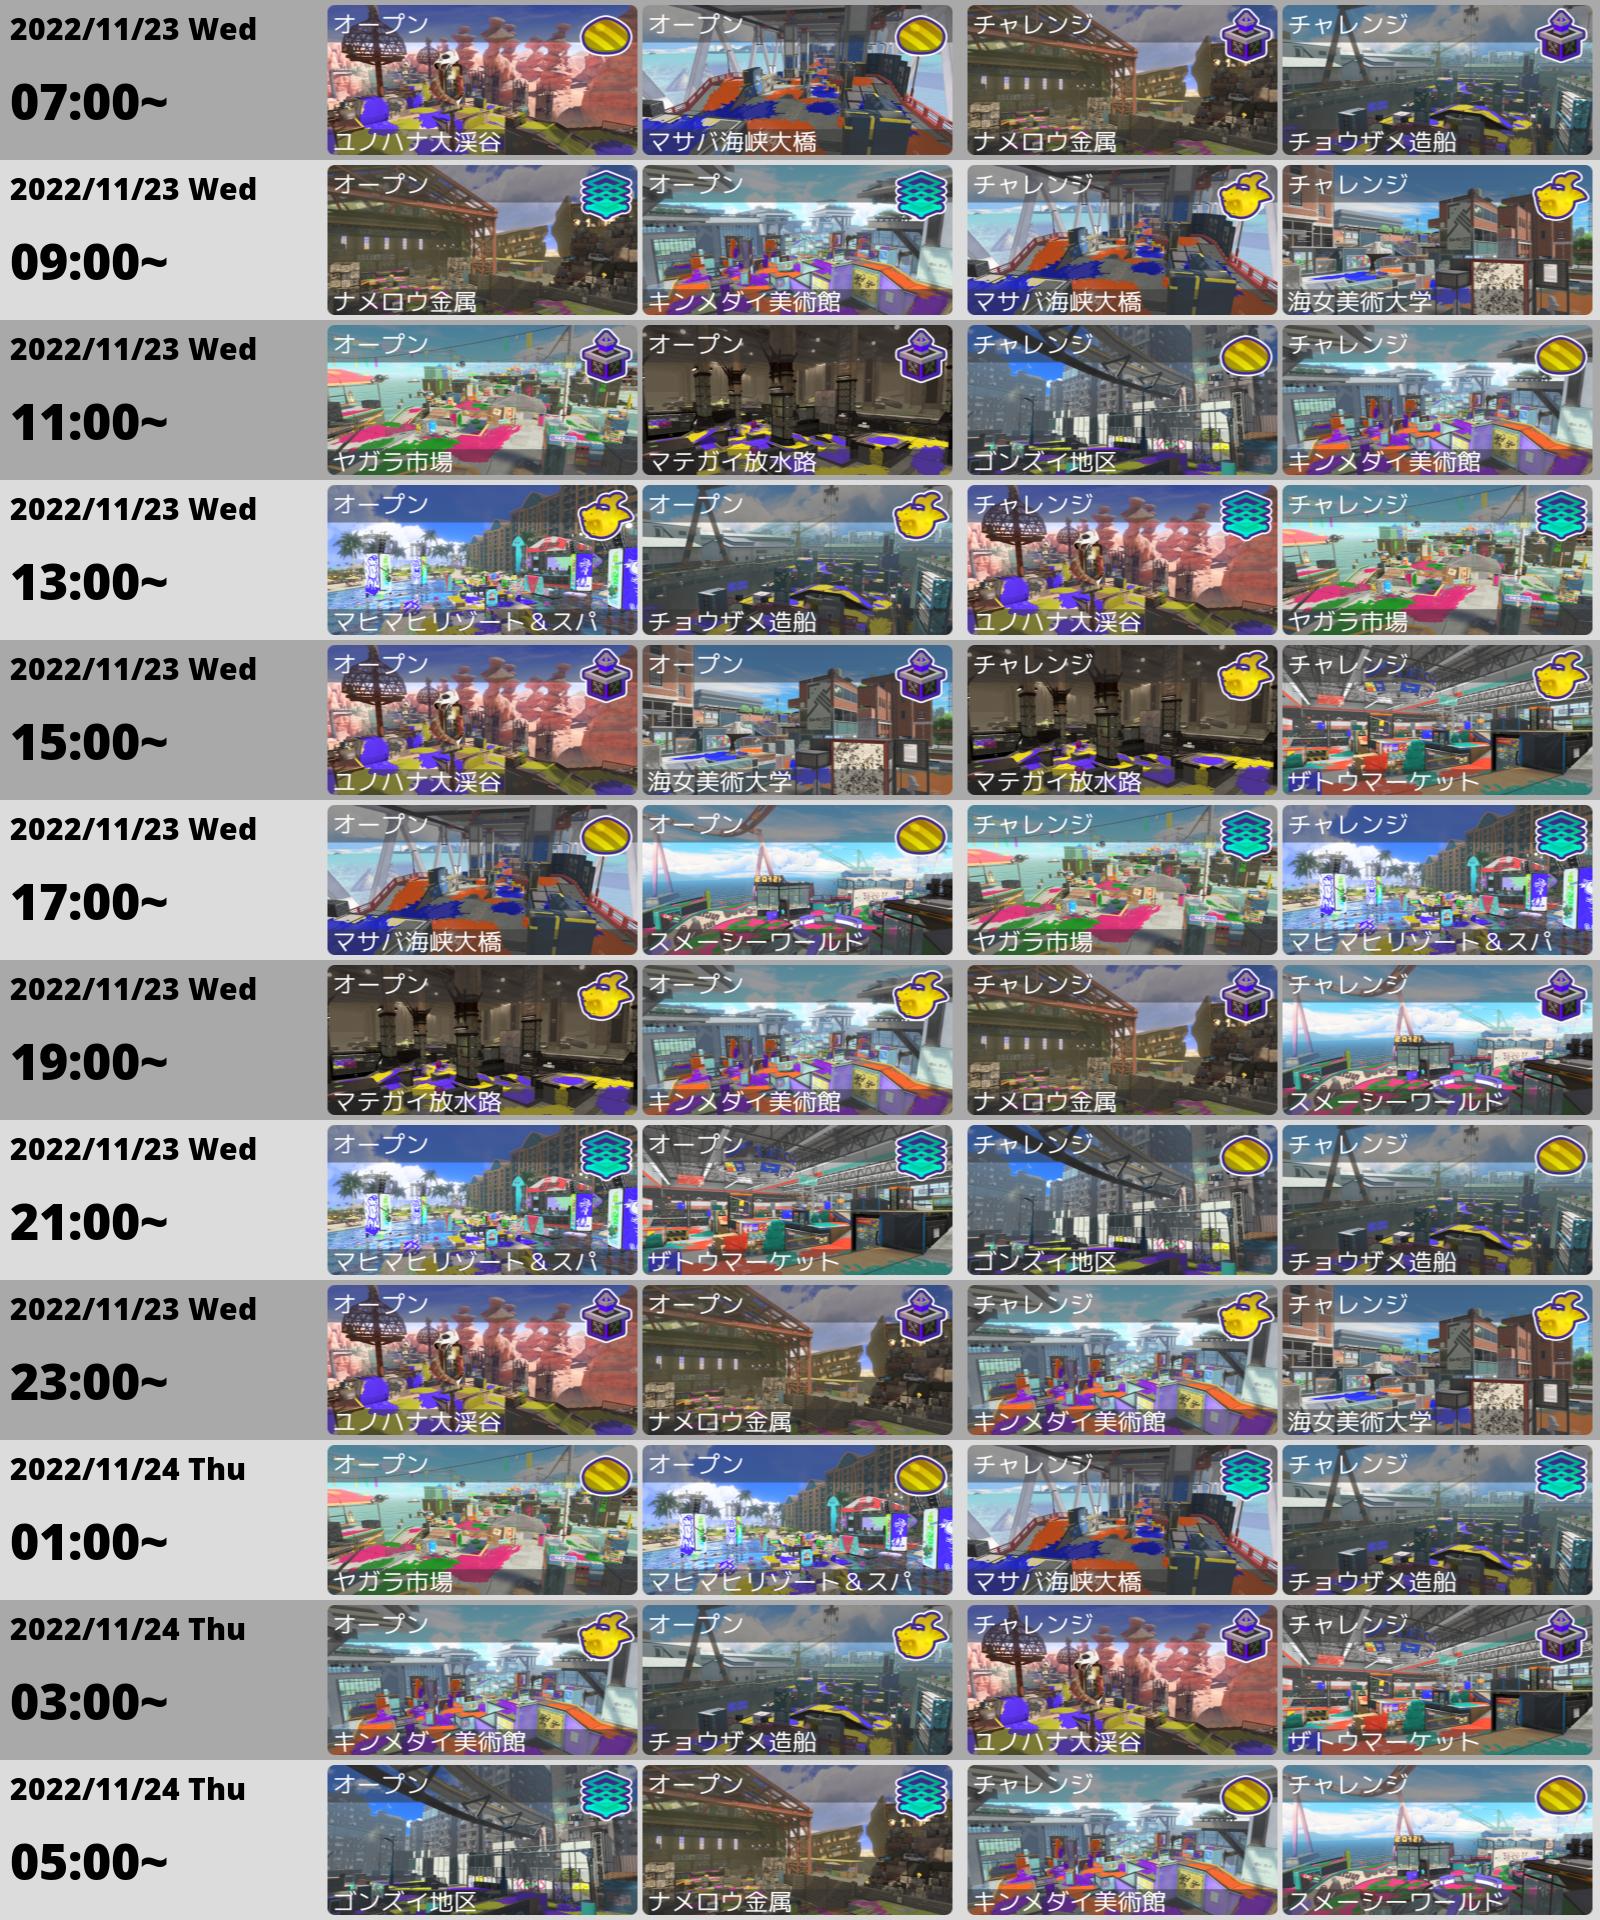 2022/11/23 Wed
07:00~
オープン
ユノハナ大渓谷
オープン
マサバ海峡大橋
チャレンジ
ナメロウ金属
チャレンジ
チョウザメ造船
2022/11/23 Wed
09:00~
オープン
ナメロウ金属
オープン
キンメダイ美術館
チャレンジ
マサバ海峡大橋
チャレンジ
海女美術大学
2022/11/23 Wed
11:00~
オープン
ヤガラ市場
オープン
マテガイ放水路
チャレンジ
ゴンズイ地区
チャレンジ
キンメダイ美術館
2022/11/23 Wed
13:00~
オープン
マヒマヒリゾート＆スパ
オープン
チョウザメ造船
チャレンジ
ユノハナ大渓谷
チャレンジ
ヤガラ市場
2022/11/23 Wed
15:00~
オープン
ユノハナ大渓谷
オープン
海女美術大学
チャレンジ
マテガイ放水路
チャレンジ
ザトウマーケット
2022/11/23 Wed
17:00~
オープン
マサバ海峡大橋
オープン
スメーシーワールド
チャレンジ
ヤガラ市場
チャレンジ
マヒマヒリゾート＆スパ
2022/11/23 Wed
19:00~
オープン
マテガイ放水路
オープン
キンメダイ美術館
チャレンジ
ナメロウ金属
チャレンジ
スメーシーワールド
2022/11/23 Wed
21:00~
オープン
マヒマヒリゾート＆スパ
オープン
ザトウマーケット
チャレンジ
ゴンズイ地区
チャレンジ
チョウザメ造船
2022/11/23 Wed
23:00~
オープン
ユノハナ大渓谷
オープン
ナメロウ金属
チャレンジ
キンメダイ美術館
チャレンジ
海女美術大学
2022/11/24 Thu
01:00~
オープン
ヤガラ市場
オープン
マヒマヒリゾート＆スパ
チャレンジ
マサバ海峡大橋
チャレンジ
チョウザメ造船
2022/11/24 Thu
03:00~
オープン
キンメダイ美術館
オープン
チョウザメ造船
チャレンジ
ユノハナ大渓谷
チャレンジ
ザトウマーケット
2022/11/24 Thu
05:00~
オープン
ゴンズイ地区
オープン
ナメロウ金属
チャレンジ
キンメダイ美術館
チャレンジ
スメーシーワールド